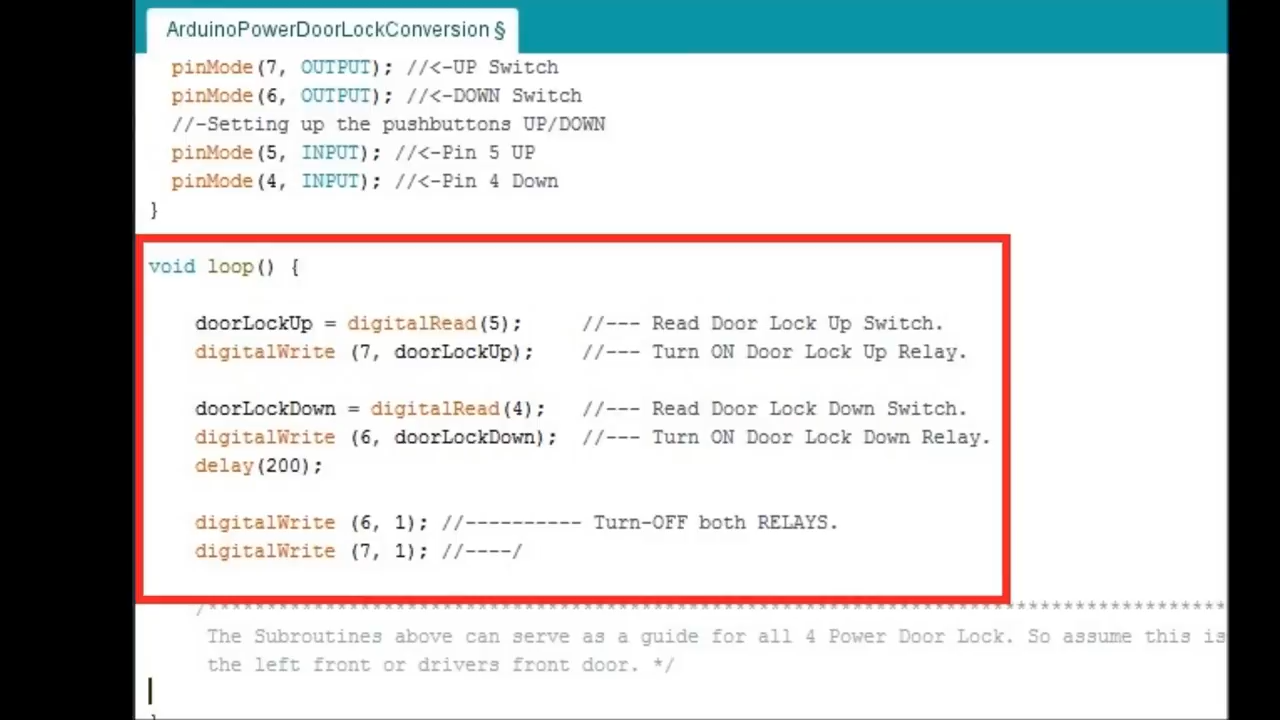 ArduinoPowerDoorLockConversion §
pinMode(7, OUTPUT); //<-UP Switch
pinMode(6, OUTPUT); //<-DOWN Switch
//-Setting up the pushbuttons UP/DOWN
pinMode(5, INPUT); //<-Pin 5 UP
pinMode(4, INPUT); //<-Pin 4 Down
}
void loop() {
doorLockUp = digitalRead(5); //--- Read Door Lock Up Switch.
digitalWrite (7, doorLockUp); //--- Turn ON Door Lock Up Relay.
doorLockDown = digitalRead(4); //--- Read Door Lock Down Switch.
digitalWrite (6, doorLockDown); //--- Turn ON Door Lock Down Relay.
delay(200);
digitalWrite (6, 1); //---------- Turn-OFF both RELAYS.
digitalWrite (7, 1); //----/
/***************************************************************************************
The Subroutines above can serve as a guide for all 4 Power Door Lock. So assume this is
the left front or drivers front door. */